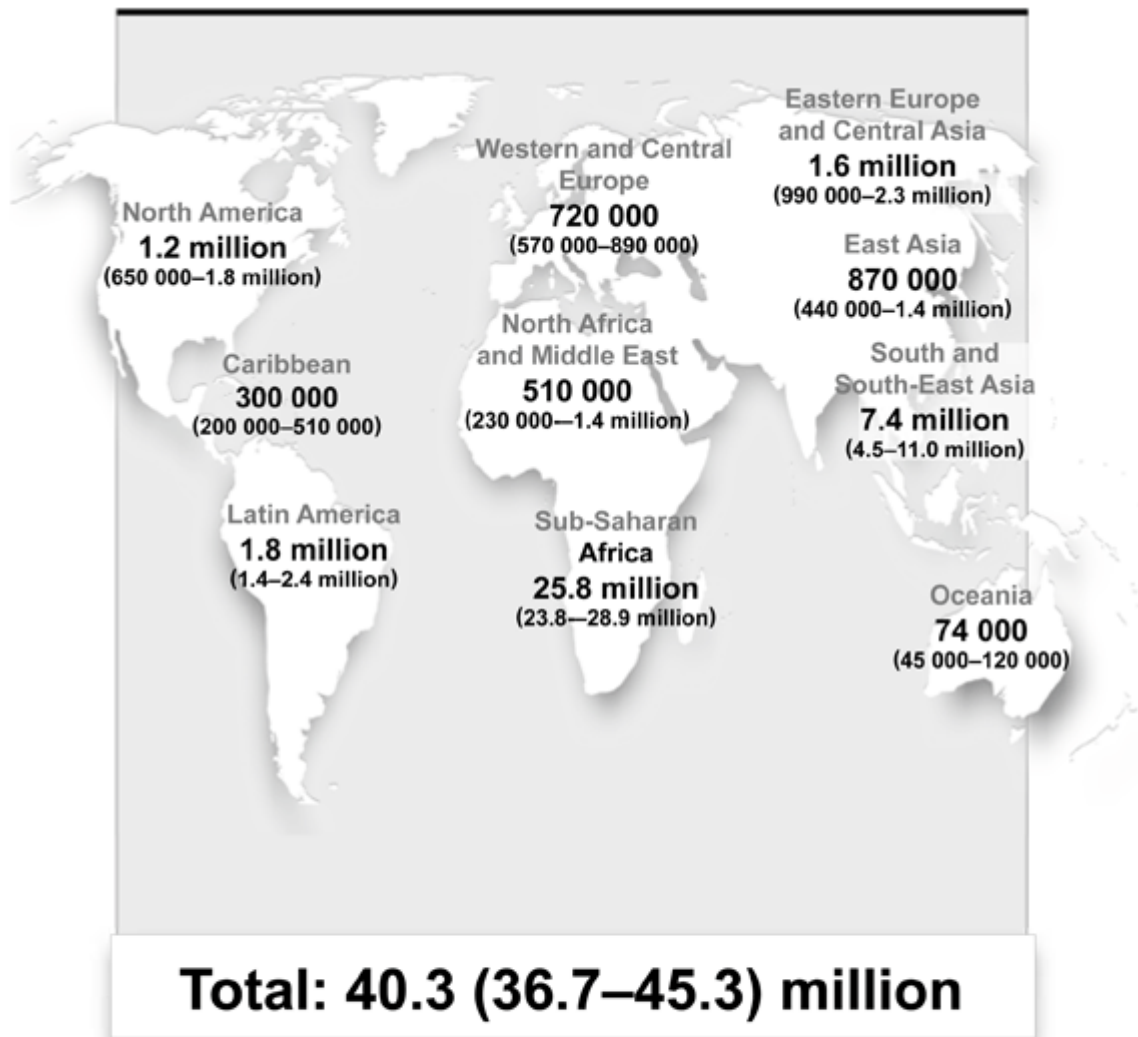 North America
1.2 million
(650 000–1.8 million)
Caribbean
300 000
(200 000–510 000)
Latin America
1.8 million
(1.4–2.4 million)
Western and Central
Europe
720 000
(570 000–890 000)
North Africa
and Middle East
510 000
(230 000–-1.4 million)
Sub-Saharan
Africa
25.8 million
(23.8–-28.9 million)
Eastern Europe
and Central Asia
1.6 million
(990 000–2.3 million)
East Asia
870 000
(440 000–1.4 million)
South and
South-East Asia
7.4 million
(4.5–11.0 million)
Oceania
74 000
(45 000–120 000)
Total: 40.3 (36.7–45.3) million